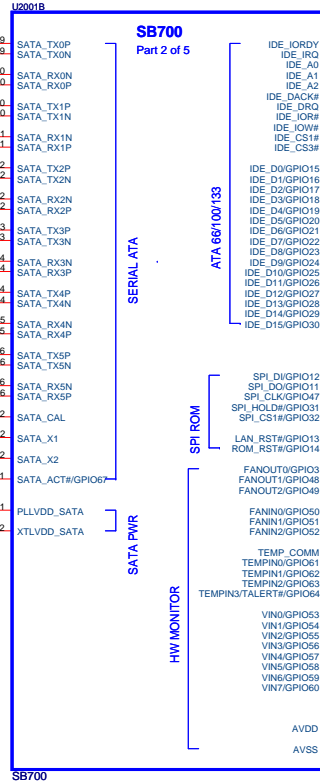 U2001B
SB700
Part 2 of 5
SATA_TX0P
SATA_TX0N
SATA_RX0N
SATA_RX0P
SATA_TX1P
SATA_TX1N
SATA_RX1N
SATA_RX1P
SATA_TX2P
SATA_TX2N
SATA_RX2N
SATA_RX2P
SATA_TX3P
SATA_TX3N
SATA_RX3N
SATA_RX3P
SATA_TX4P
SATA_TX4N
SATA_RX4N
SATA_RX4P
SATA_TX5P
SATA_TX5N
SATA_RX5N
SATA_RX5P
SATA_CAL
SATA_X1
SATA_X2
SATA_ACT#/GPIO67
PLLVDD_SATA
XTLVDD_SATA
SERIAL ATA
SATA PWR
ATA 66/100/133
SPI ROM
HW MONITOR
IDE_IORDY
IDE_IRQ
IDE_A0
IDE_A1
IDE_A2
IDE_DACK#
IDE_DRQ
IDE_IOR#
IDE_IOW#
IDE_CS1#
IDE_CS3#
IDE_D0/GPIO15
IDE_D1/GPIO16
IDE_D2/GPIO17
IDE_D3/GPIO18
IDE_D4/GPIO19
IDE_D5/GPIO20
IDE_D6/GPIO21
IDE_D7/GPIO22
IDE_D8/GPIO23
IDE_D9/GPIO24
IDE_D10/GPIO25
IDE_D11/GPIO26
IDE_D12/GPIO27
IDE_D13/GPIO28
IDE_D14/GPIO29
IDE_D15/GPIO30
SPI_DI/GPIO12
SPI_DO/GPIO11
SPI_CLK/GPIO47
SPI_HOLD#/GPIO31
SPI_CS1#/GPIO32
LAN_RST#/GPIO13
ROM_RST#/GPIO14
FANOUT0/GPIO3
FANOUT1/GPIO48
FANOUT2/GPIO49
FANIN0/GPIO50
FANIN1/GPIO51
FANIN2/GPIO52
TEMP_COMM
TEMPIN0/GPIO61
TEMPIN1/GPIO62
TEMPIN2/GPIO63
TEMPIN3/TALERT#/GPIO64
VIN0/GPIO53
VIN1/GPIO54
VIN2/GPIO55
VIN3/GPIO56
VIN4/GPIO57
VIN5/GPIO58
VIN6/GPIO59
VIN7/GPIO60
AVDD
AVSS
SB700